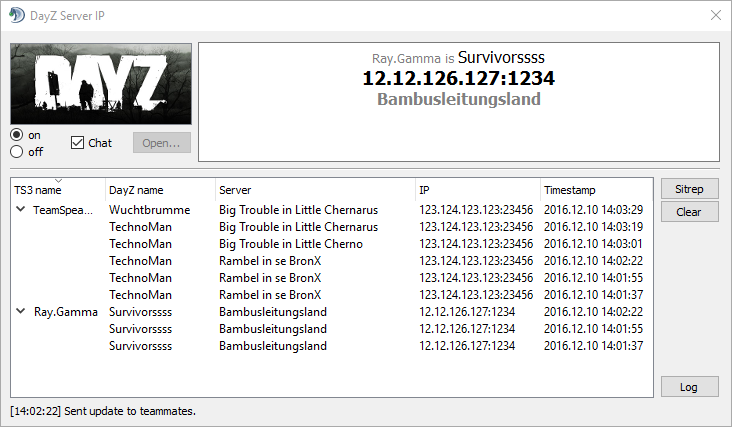 DayZ Server IP
DAYZ
Ray.Gamma is Survivorssss
12.12.126.127:1234
Bambusleitungsland
on
off
Chat
Open...
TS3 name DayZ name Server IP Timestamp
TeamSpea... Wuchtbrumme Big Trouble in Little Chernarus 123.124.123.123:23456 2016.12.10 14:03:29
TechnoMan Big Trouble in Little Chernarus 123.124.123.123:23456 2016.12.10 14:03:19
TechnoMan Big Trouble in Little Cherno 123.124.123.123:23456 2016.12.10 14:03:01
TechnoMan Rambel in se BronX 123.124.123.123:23456 2016.12.10 14:02:22
TechnoMan Rambel in se BronX 123.124.123.123:23456 2016.12.10 14:01:55
TechnoMan Rambel in se BronX 123.124.123.123:23456 2016.12.10 14:01:37
Ray.Gamma Survivorssss Bambusleitungsland 12.12.126.127:1234 2016.12.10 14:02:22
Survivorssss Bambusleitungsland 12.12.126.127:1234 2016.12.10 14:01:55
Survivorssss Bambusleitungsland 12.12.126.127:1234 2016.12.10 14:01:37
Sitrep
Clear
Log
[14:02:22] Sent update to teammates.